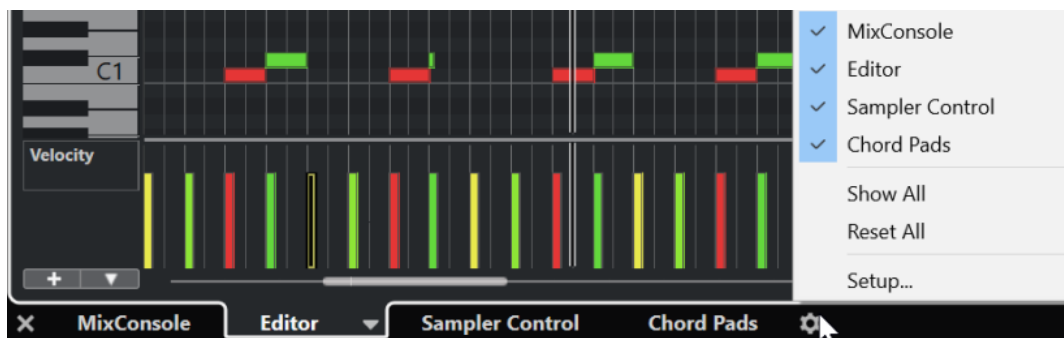 MixConsole
Editor
C1
Sampler Control
Chord Pads
Velocity
Show All
Reset All
Setup...
MixConsole Editor Sampler Control Chord Pads